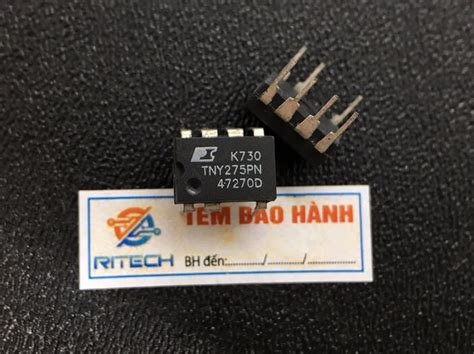 K730
TNY275PN
47270D
TEM BẢO HÀNH
RITECH
BH đến:....../....../......